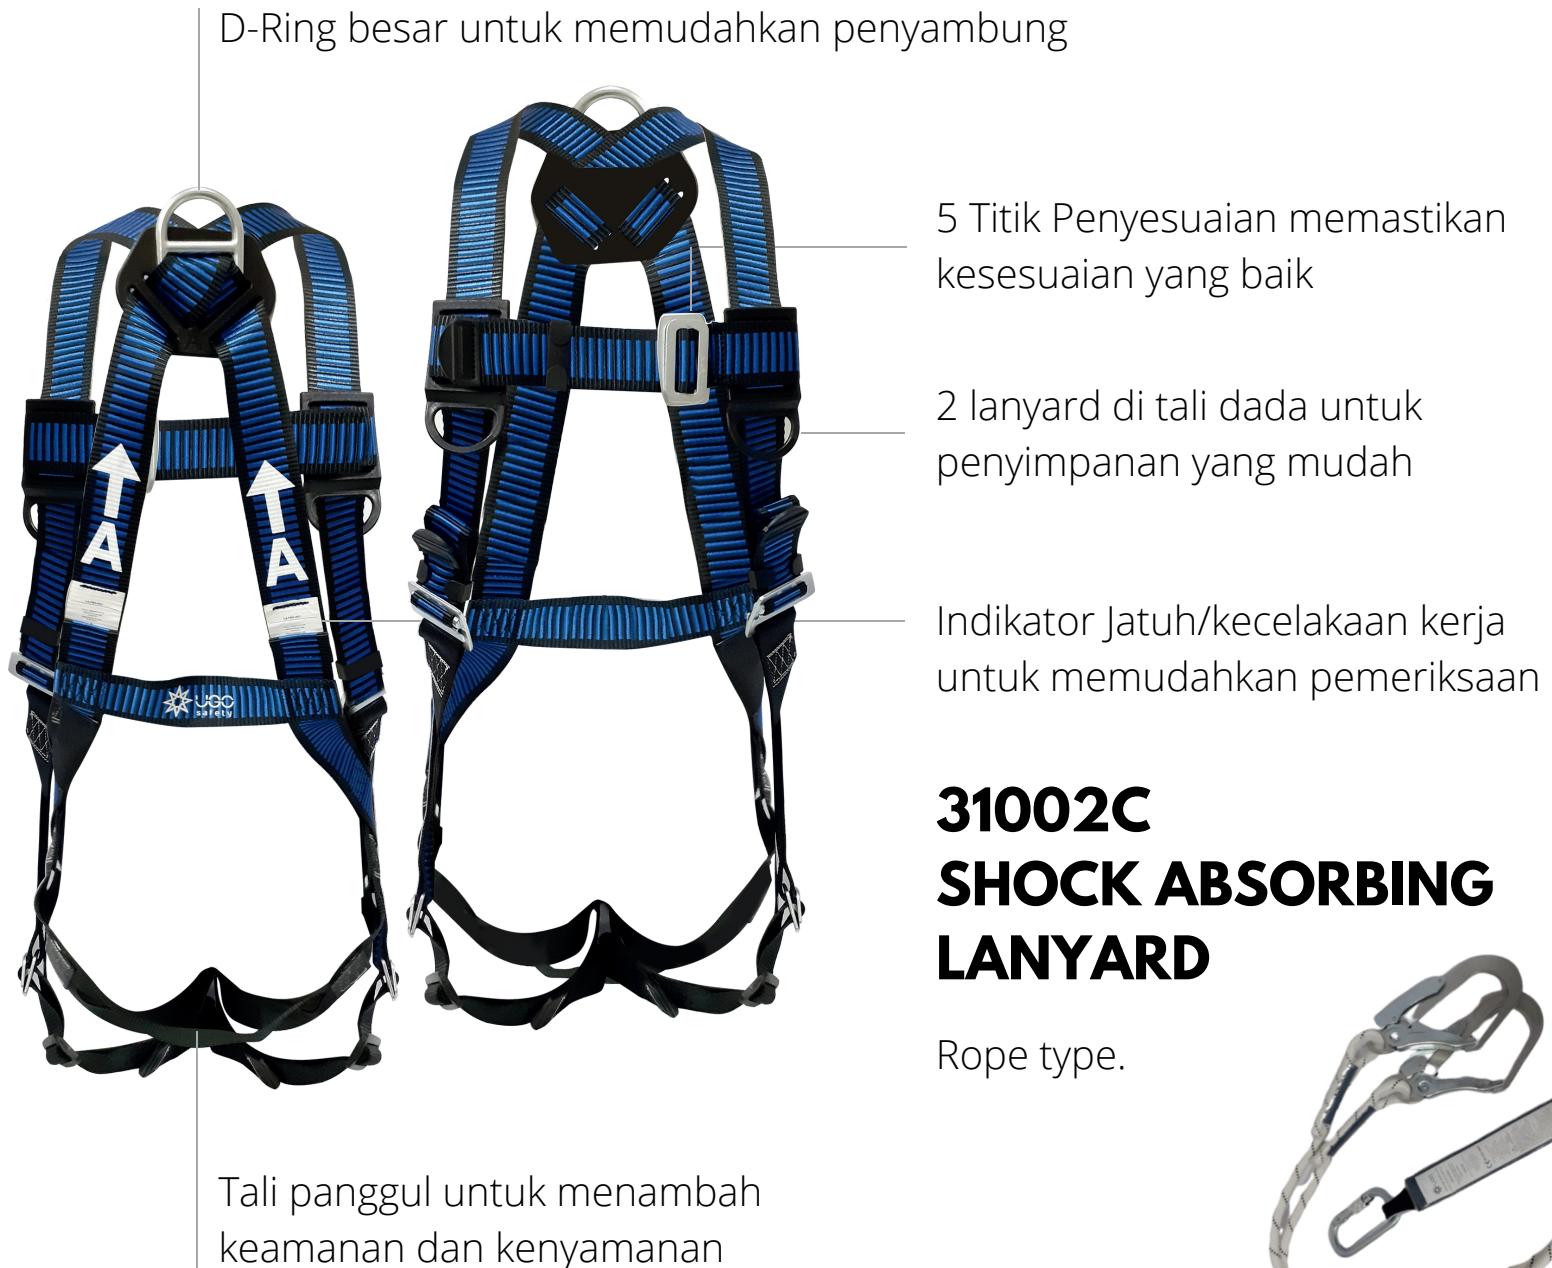 D-Ring besar untuk memudahkan penyambung
5 Titik Penyesuaian memastikan
kesesuaian yang baik
2 lanyard di tali dada untuk
penyimpanan yang mudah
Indikator Jatuh/kecelakaan kerja
untuk memudahkan pemeriksaan
A
A
UGO
safety
31002C
SHOCK ABSORBING
LANYARD
Rope type.
Tali panggul untuk menambah
keamanan dan kenyamanan